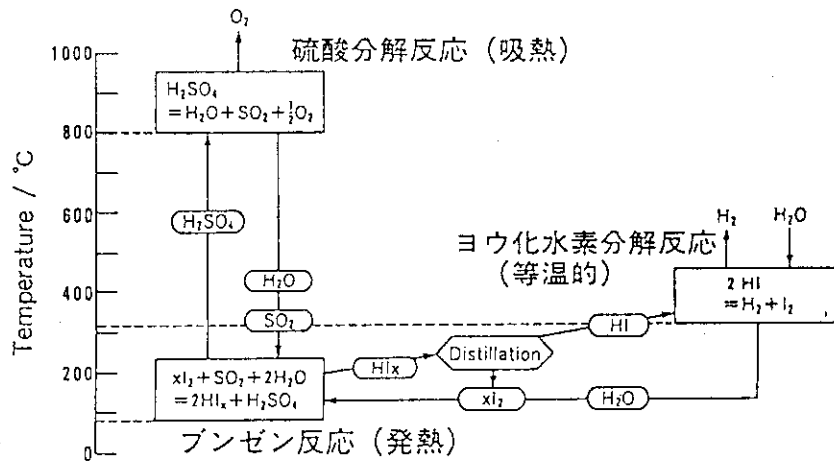 O₂
硫酸分解反応 (吸熱)
H₂SO₄
=H₂O+SO₂+½O₂
H₂SO₄
H₂O
SO₂
H₂
H₂O
ヨウ化水素分解反応
(等温的)
2 HI
=H₂+I₂
HI
Distillation
HIx
xI₂+SO₂+2H₂O
=2HIx+H₂SO₄
xI₂
H₂O
ブンゼン反応 (発熱)
Temperature / °C
1000
800
600
400
200
0